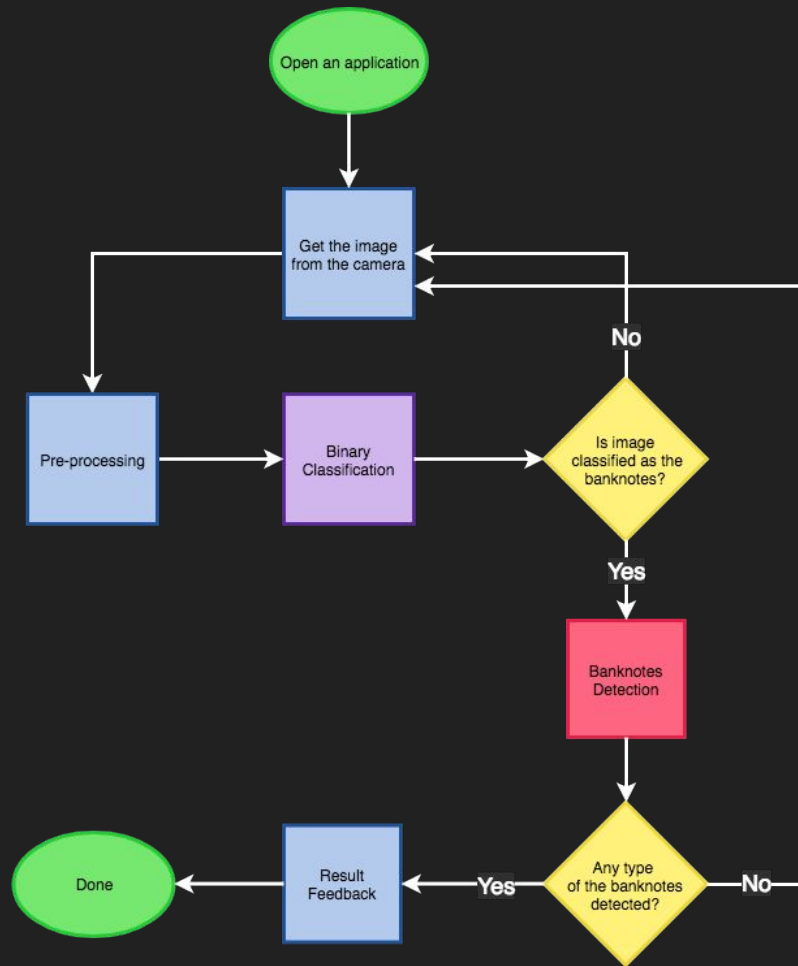 Open an application
Get the image
from the camera
No
Pre-processing
Binary
Classification
Is image
classified as the
banknotes?
Yes
Banknotes
Detection
Done
Result
Feedback
Yes
Any type
of the banknotes
detected?
No